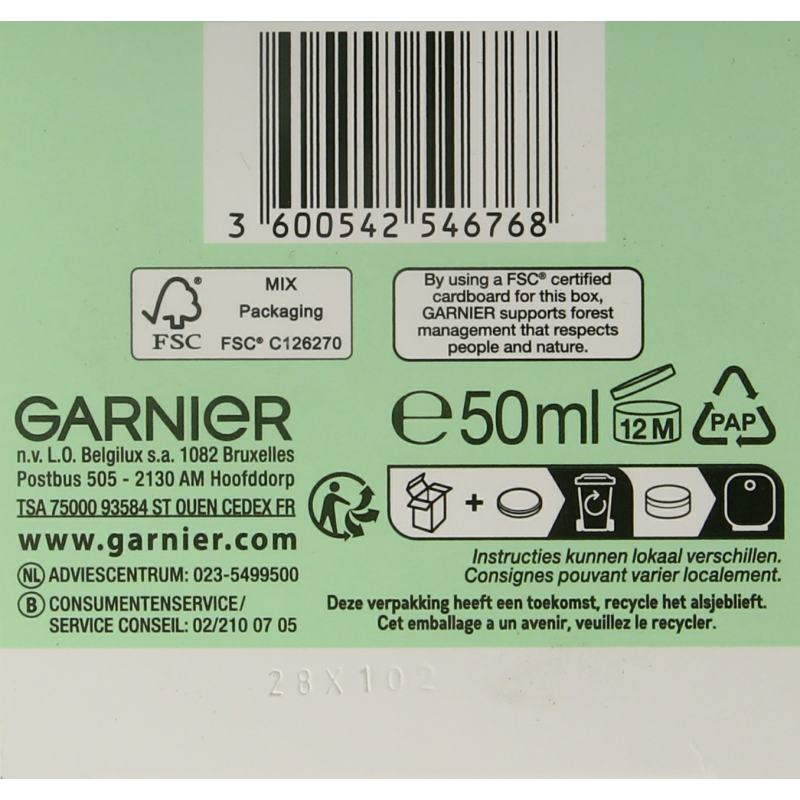 3 600542 546768
FSC®
MIX
Packaging
FSC® C126270
By using a FSC® certified
cardboard for this box,
GARNIER supports forest
management that respects
people and nature.
GARNIER
n.v. L.O. Belgilux s.a. 1082 Bruxelles
Postbus 505 - 2130 AM Hoofddorp
TSA 75000 93584 ST OUEN CEDEX FR
www.garnier.com
NL ADVIESCENTRUM: 023-5499500
B CONSUMENTENSERVICE/
SERVICE CONSEIL: 02/210 07 05
℮50ml
12M
PAP
+
Instructies kunnen lokaal verschillen.
Consignes pouvant varier localement.
Deze verpakking heeft een toekomst, recycle het alsjeblieft.
Cet emballage a un avenir, veuillez le recycler.
28X102